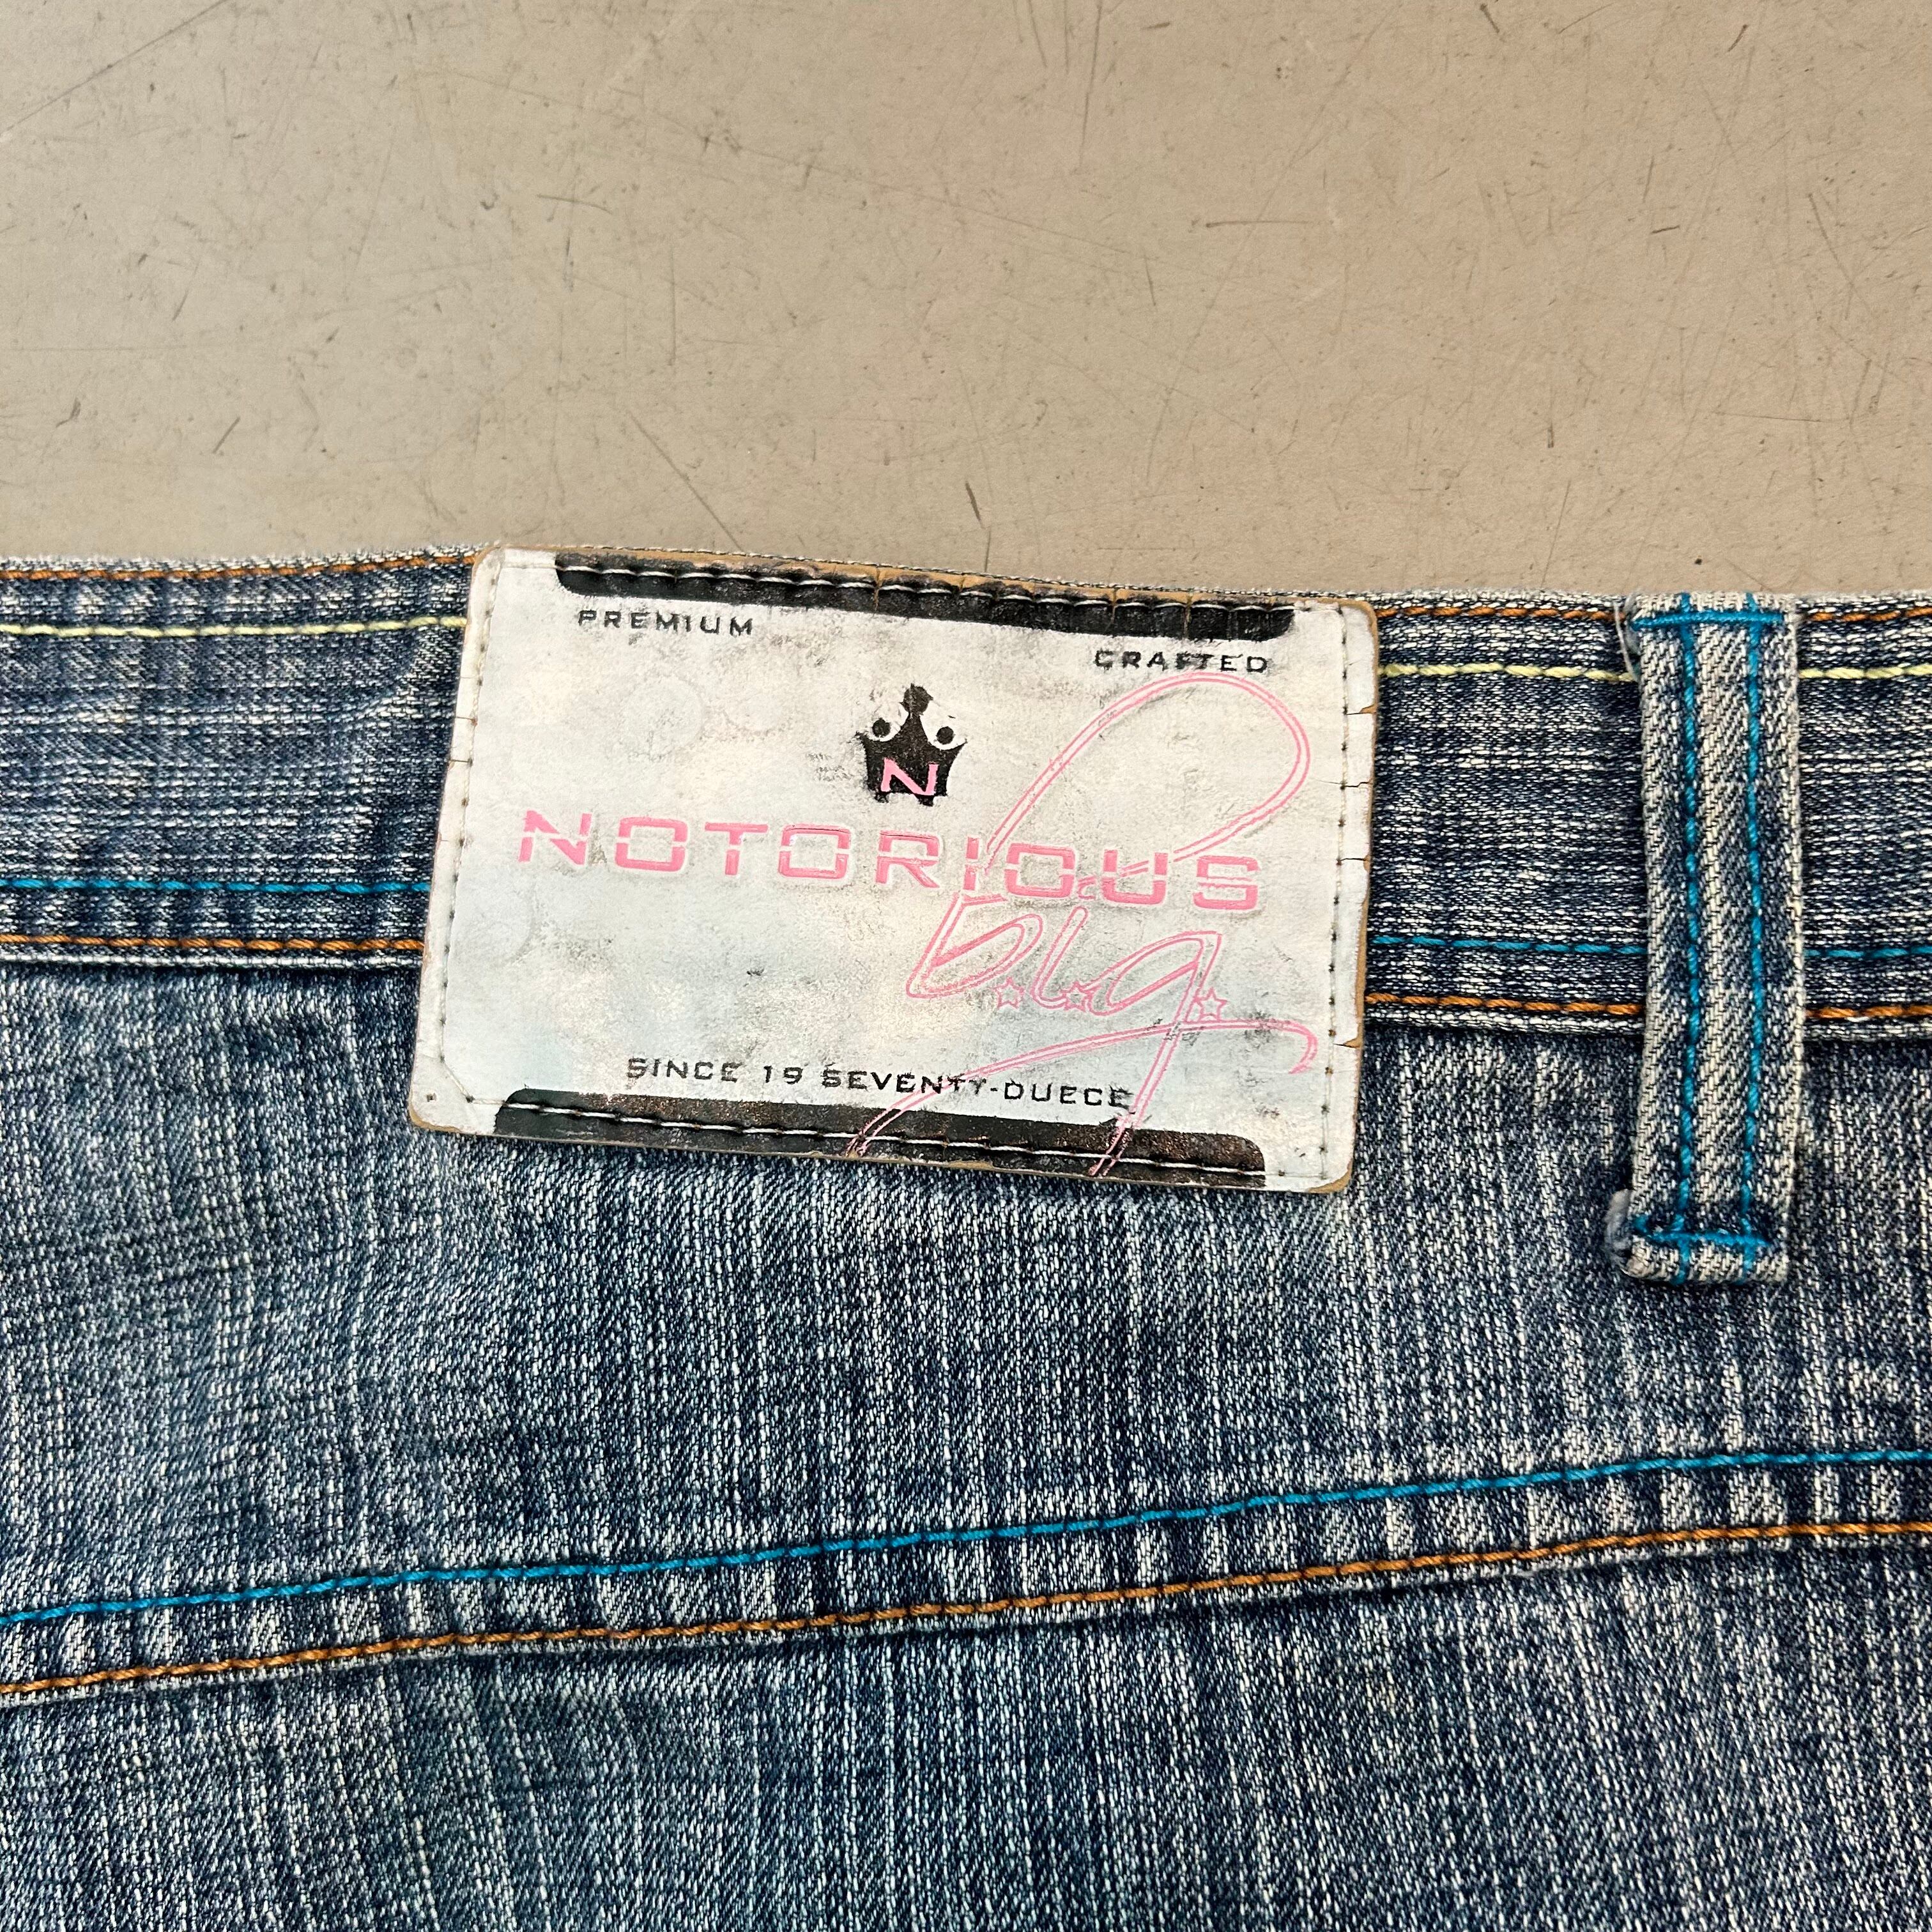 PREMIUM
CRAFTED
N
NOTORIOUS
b.i.g.
SINCE 19 SEVENTY-DUECE